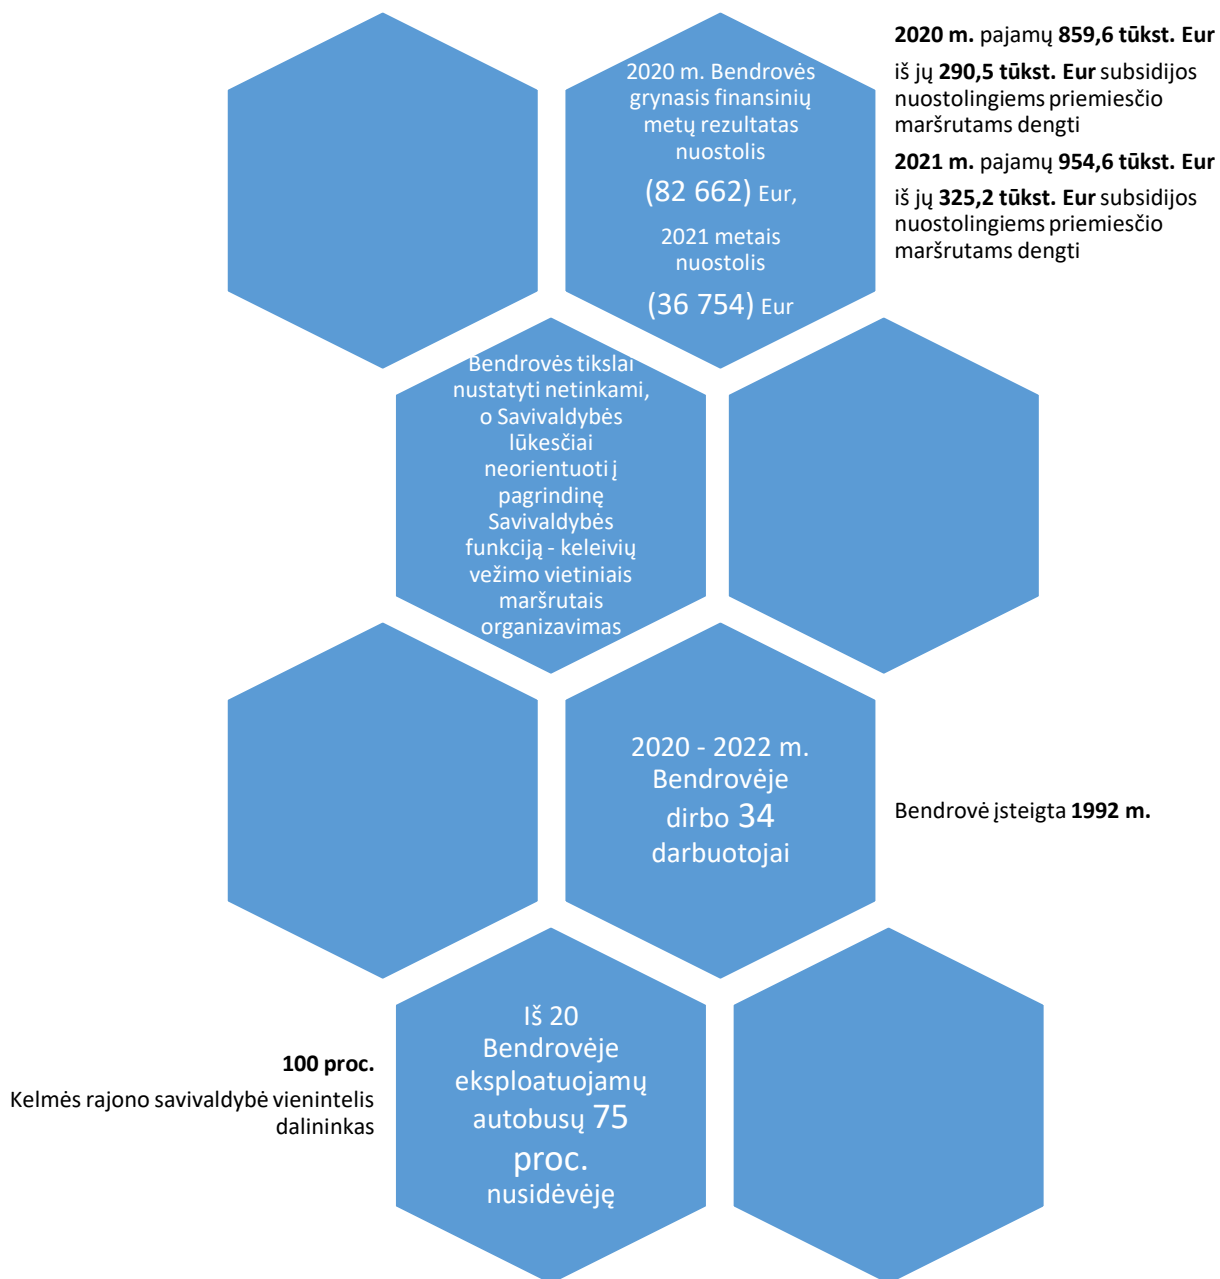 2020 m. Bendrovės
grynasis finansinių
metų rezultatas
nuostolis
(82 662) Eur,
2021 metais
nuostolis
(36 754) Eur
2020 m. pajamų 859,6 tūkst. Eur
iš jų 290,5 tūkst. Eur subsidijos
nuostolingiems priemiesčio
maršrutams dengti
2021 m. pajamų 954,6 tūkst. Eur
iš jų 325,2 tūkst. Eur subsidijos
nuostolingiems priemiesčio
maršrutams dengti
Bendrovės tikslai
nustatyti netinkami,
o Savivaldybės
lūkesčiai
neorientuoti į
pagrindinę
Savivaldybės
funkciją - keleivių
vežimo vietiniais
maršrutais
organizavimas
2020 - 2022 m.
Bendrovėje
dirbo 34
darbuotojai
Bendrovė įsteigta 1992 m.
100 proc.
Kelmės rajono savivaldybė vienintelis
dalininkas
Iš 20
Bendrovėje
eksploatuojamų
autobusų 75
proc.
nusidėvėję